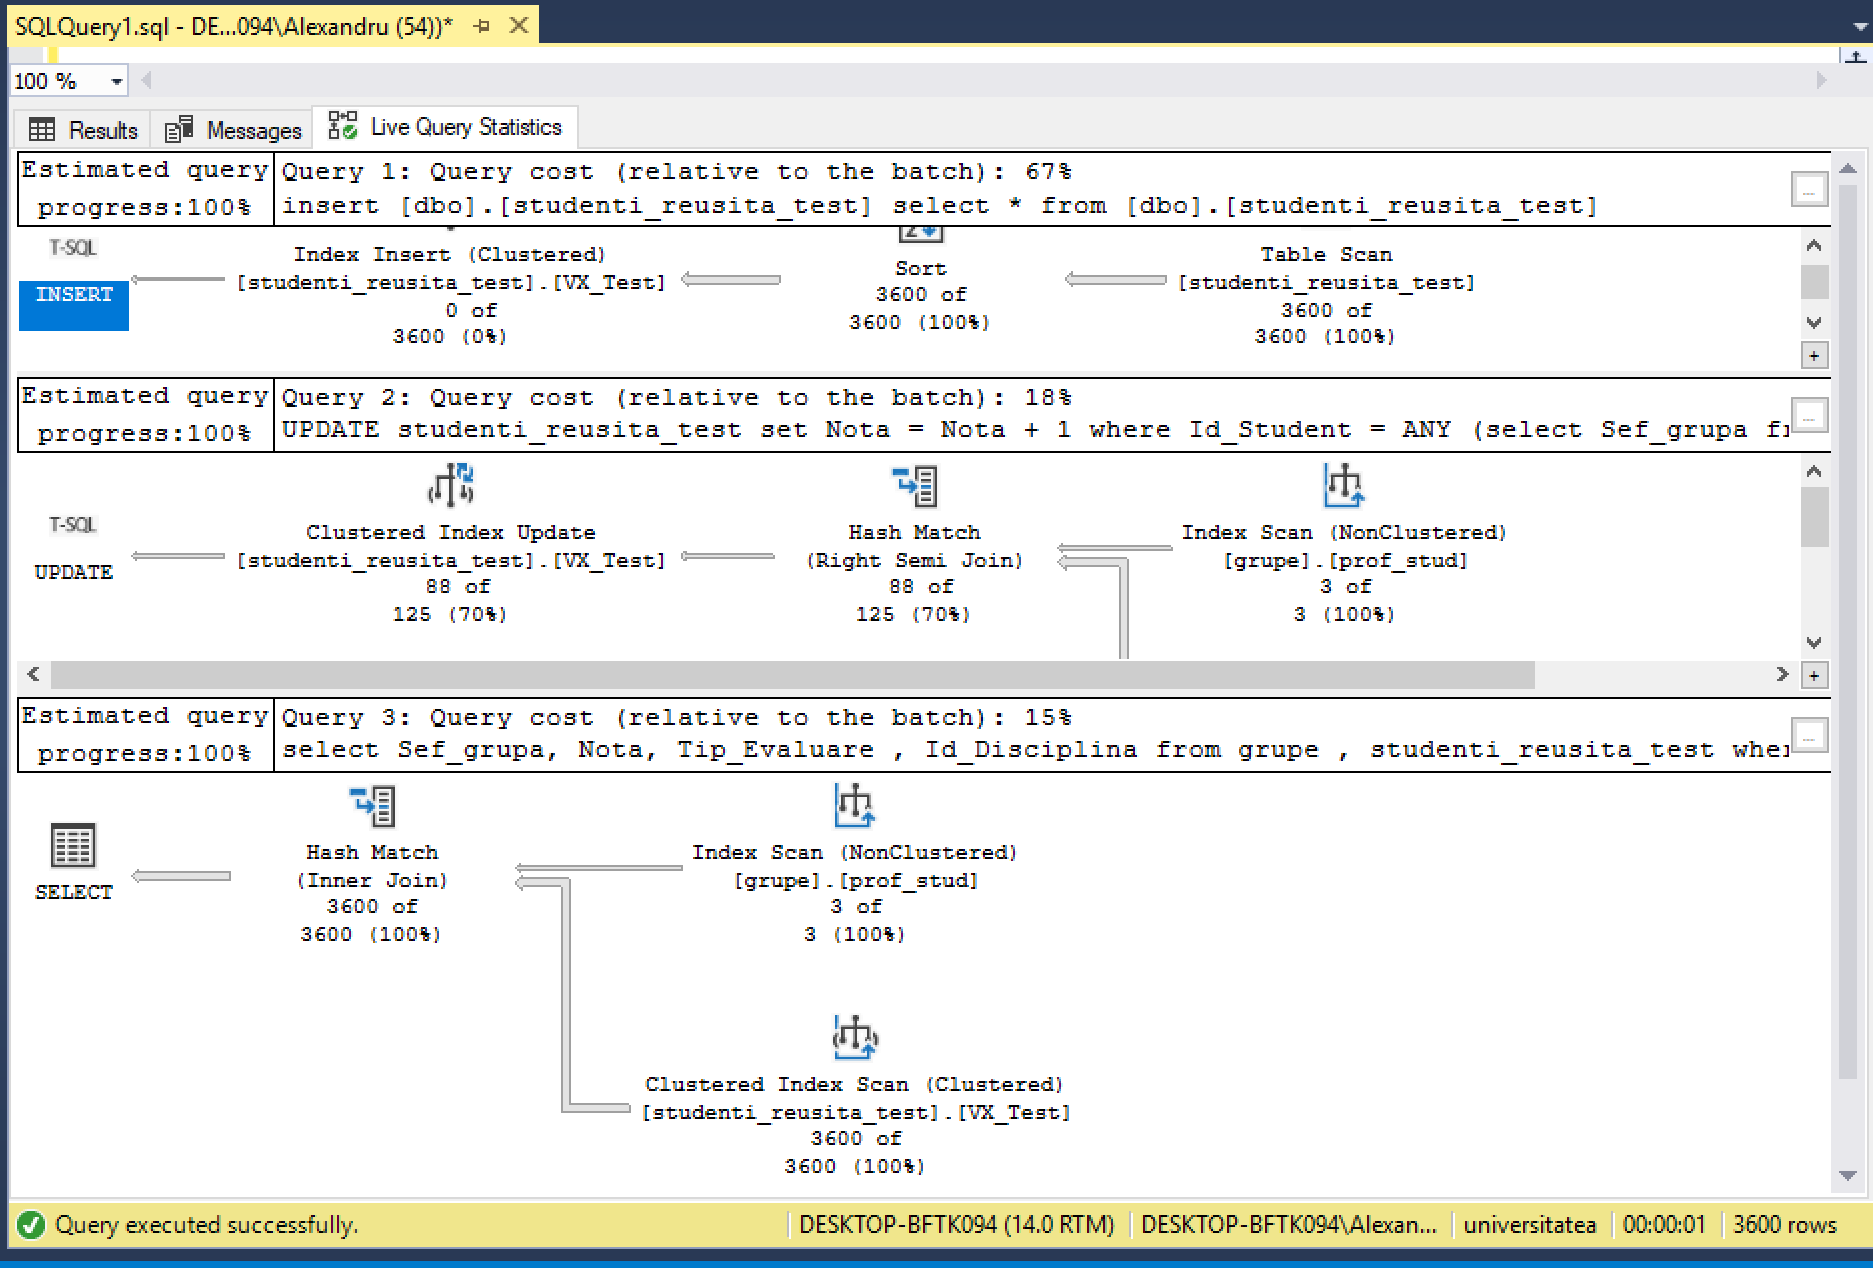 SQLQuery1.sql - DE...094\Alexandru (54))*
100 %
Results
Messages
Live Query Statistics
Estimated query
progress:100%
Query 1: Query cost (relative to the batch): 67%
insert [dbo].[studenti_reusita_test] select * from [dbo].[studenti_reusita_test]
...
T-SQL
INSERT
Index Insert (Clustered)
[studenti_reusita_test].[VX_Test]
0 of
3600 (0%)
Sort
3600 of
3600 (100%)
Table Scan
[studenti_reusita_test]
3600 of
3600 (100%)
+
Estimated query
progress:100%
Query 2: Query cost (relative to the batch): 18%
UPDATE studenti_reusita_test set Nota = Nota + 1 where Id_Student = ANY (select Sef_grupa
...
T-SQL
UPDATE
Clustered Index Update
[studenti_reusita_test].[VX_Test]
88 of
125 (70%)
Hash Match
(Right Semi Join)
88 of
125 (70%)
Index Scan (NonClustered)
[grupe].[prof_stud]
3 of
3 (100%)
+
Estimated query
progress:100%
Query 3: Query cost (relative to the batch): 15%
select Sef_grupa, Nota, Tip_Evaluare , Id_Disciplina from grupe , studenti_reusita_test
...
SELECT
Hash Match
(Inner Join)
3600 of
3600 (100%)
Index Scan (NonClustered)
[grupe].[prof_stud]
3 of
3 (100%)
Clustered Index Scan (Clustered)
[studenti_reusita_test].[VX_Test]
3600 of
3600 (100%)
Query executed successfully.
DESKTOP-BFTK094 (14.0 RTM)
DESKTOP-BFTK094\Alexan...
universitatea
00:00:01
3600 rows